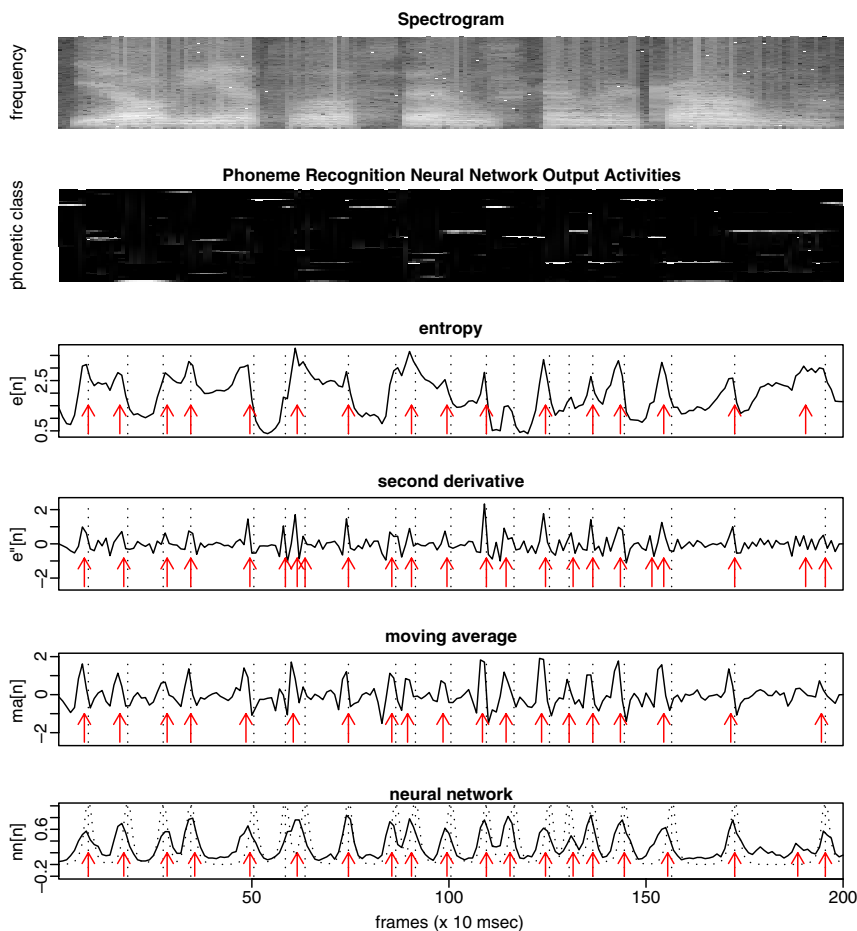 Spectrogram
frequency
Phoneme Recognition Neural Network Output Activities
phonetic class
entropy
e[n]
2.5
0.5
second derivative
e"[n]
2
0
−2
moving average
ma[n]
2
0
−2
neural network
nn[n]
0.6
0.2
−0.2
50
100
150
200
frames (x 10 msec)